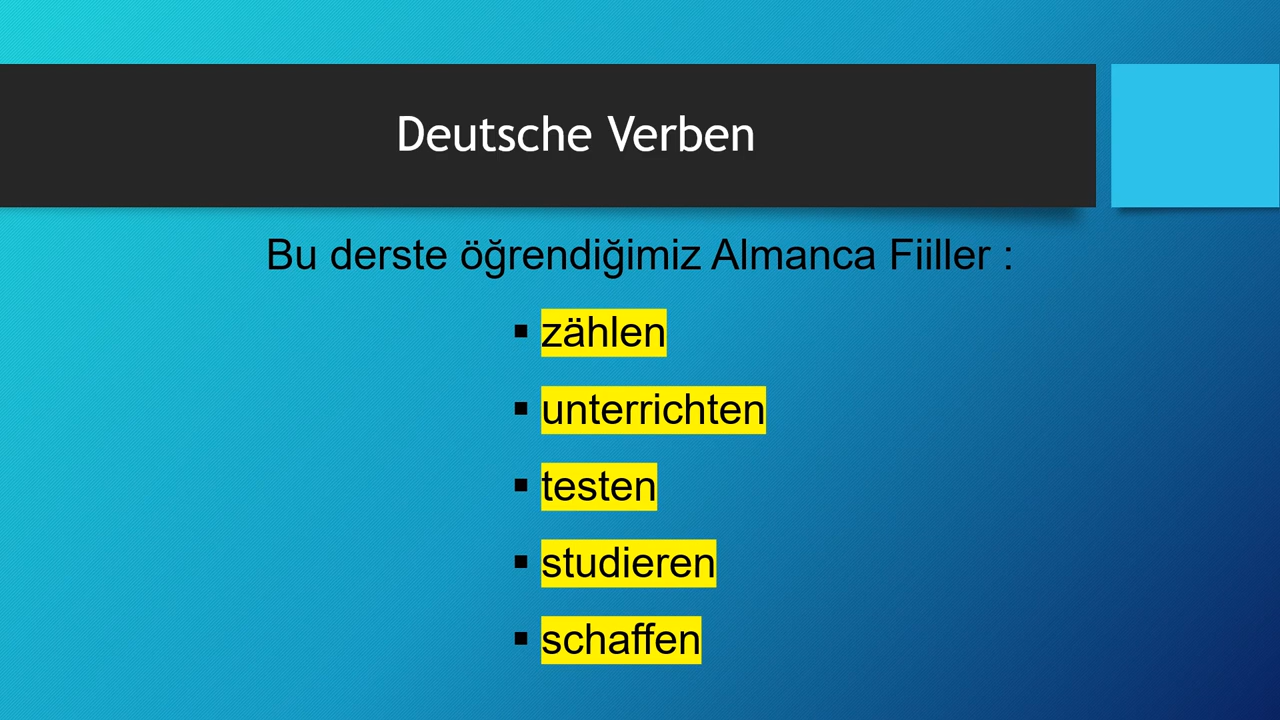 Deutsche Verben
Bu derste öğrendiğimiz Almanca Fiiller :
▪ zählen
▪ unterrichten
▪ testen
▪ studieren
▪ schaffen